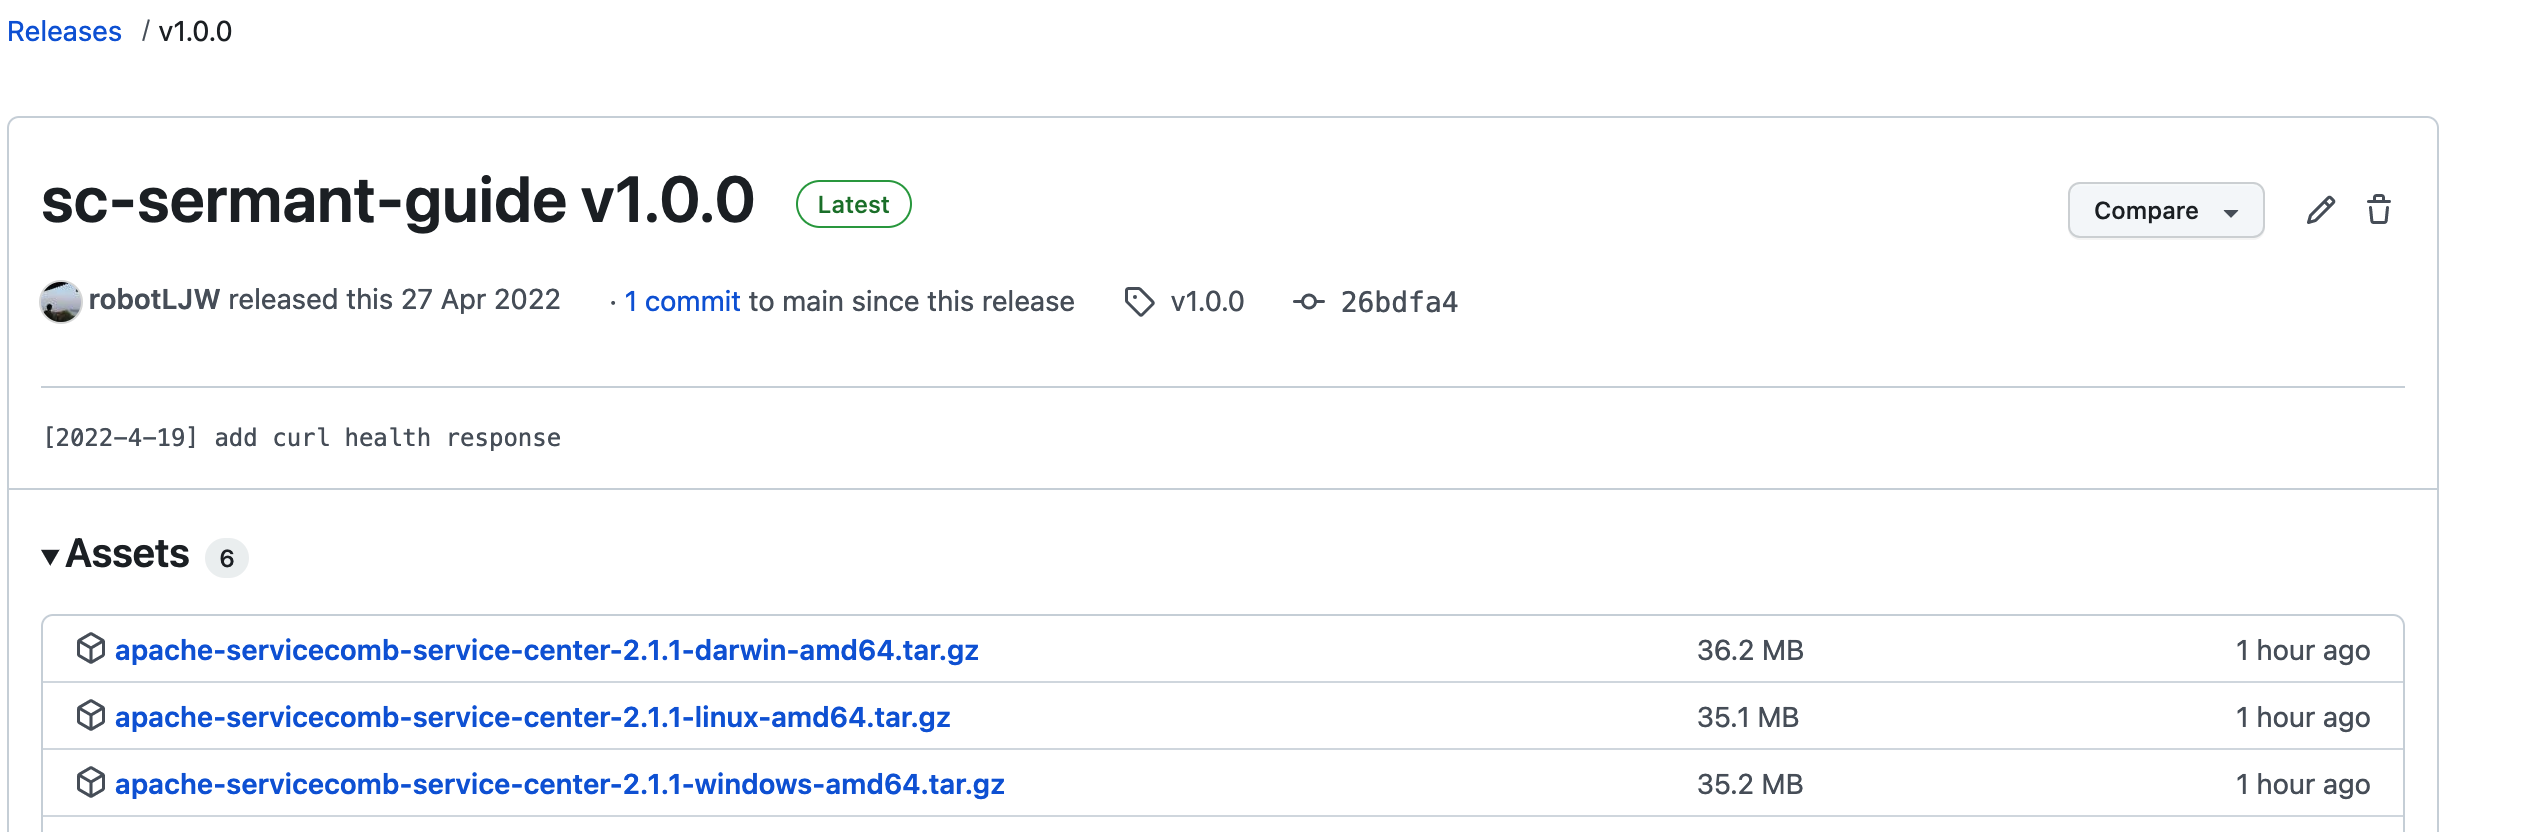 Releases / v1.0.0
sc-sermant-guide v1.0.0 Latest Compare
robotLJW released this 27 Apr 2022 · 1 commit to main since this release v1.0.0 26bdfa4
[2022-4-19] add curl health response
Assets 6
apache-servicecomb-service-center-2.1.1-darwin-amd64.tar.gz 36.2 MB 1 hour ago
apache-servicecomb-service-center-2.1.1-linux-amd64.tar.gz 35.1 MB 1 hour ago
apache-servicecomb-service-center-2.1.1-windows-amd64.tar.gz 35.2 MB 1 hour ago